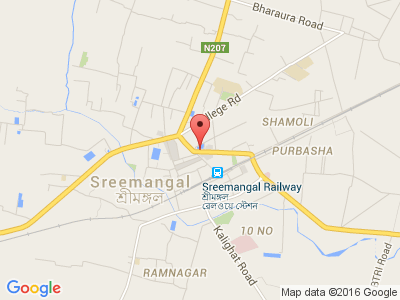 Bharaura Road
N207
College Rd
SHAMOLI
PURBASHA
Sreemangal
শ্রীমঙ্গল
Sreemangal Railway
শ্রীমঙ্গল
রেলওয়ে স্টেশন
10 NO
Kalighat Road
BTRI Road
RAMNAGAR
Google
Map data ©2016 Google